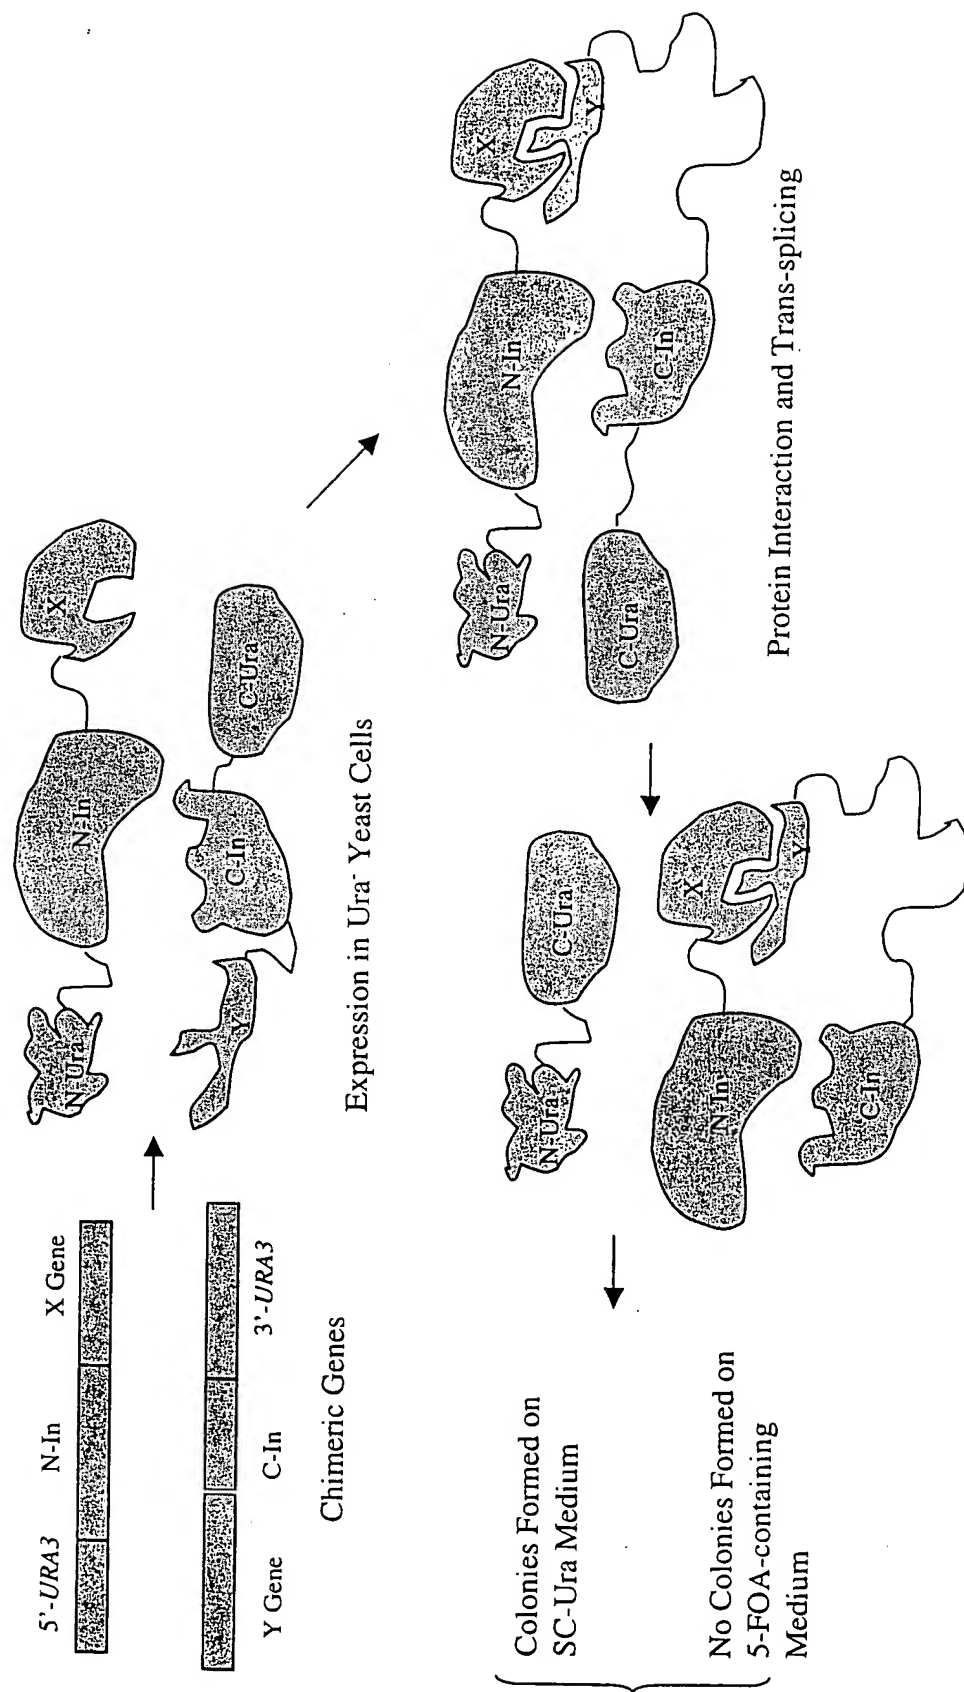 5'-URA3
N-In
X Gene
Y Gene
C-In
3'-URA3
Chimeric Genes
N-Ura
N-In
X
Y
C-In
C-Ura
Expression in Ura⁻ Yeast Cells
N-Ura
N-In
X
C-Ura
C-In
Y
Protein Interaction and Trans-splicing
N-Ura
C-Ura
N-In
X
C-In
Y
Colonies Formed on
SC-Ura Medium
No Colonies Formed on
5-FOA-containing
Medium